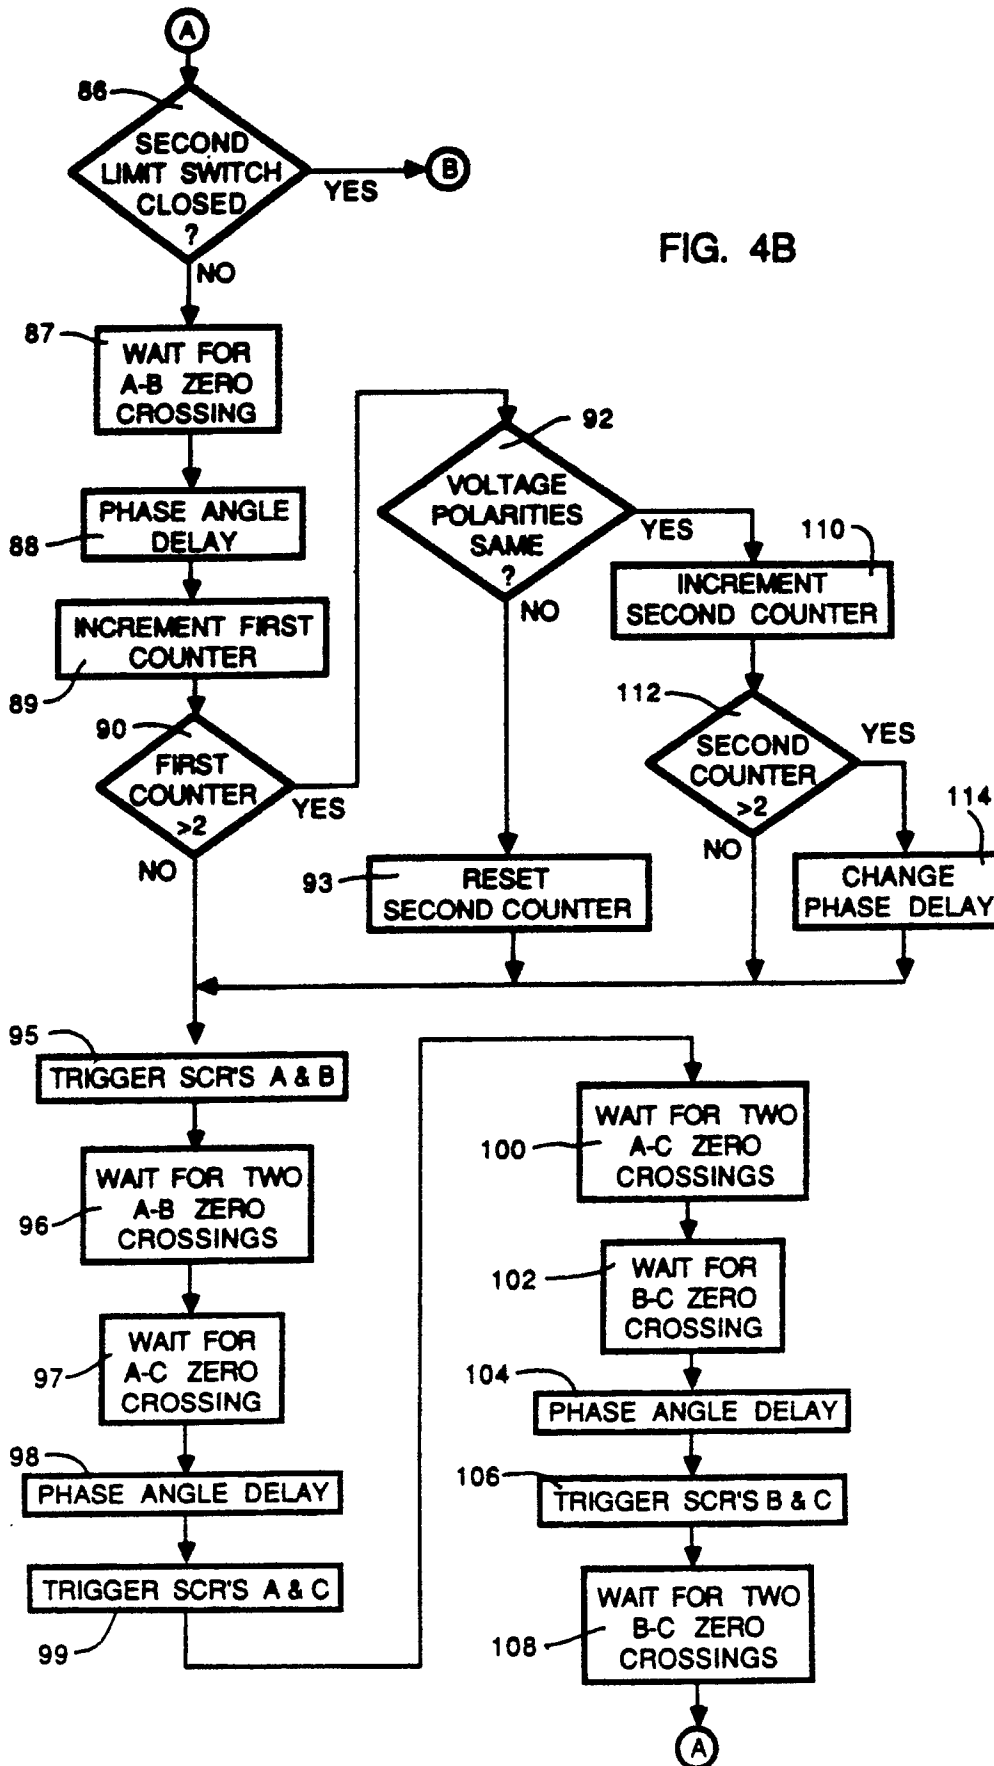 A
86
SECOND
LIMIT SWITCH
CLOSED
?
YES
B
NO
FIG. 4B
87
WAIT FOR
A-B ZERO
CROSSING
88
PHASE ANGLE
DELAY
89
INCREMENT FIRST
COUNTER
90
FIRST
COUNTER
>2
YES
NO
92
VOLTAGE
POLARITIES
SAME
?
YES
NO
110
INCREMENT
SECOND COUNTER
112
SECOND
COUNTER
>2
YES
NO
114
CHANGE
PHASE DELAY
93
RESET
SECOND COUNTER
95
TRIGGER SCR'S A & B
96
WAIT FOR TWO
A-B ZERO
CROSSINGS
97
WAIT FOR
A-C ZERO
CROSSING
98
PHASE ANGLE DELAY
TRIGGER SCR'S A & C
99
100
WAIT FOR TWO
A-C ZERO
CROSSINGS
102
WAIT FOR
B-C ZERO
CROSSING
104
PHASE ANGLE DELAY
106
TRIGGER SCR'S B & C
108
WAIT FOR TWO
B-C ZERO
CROSSINGS
A